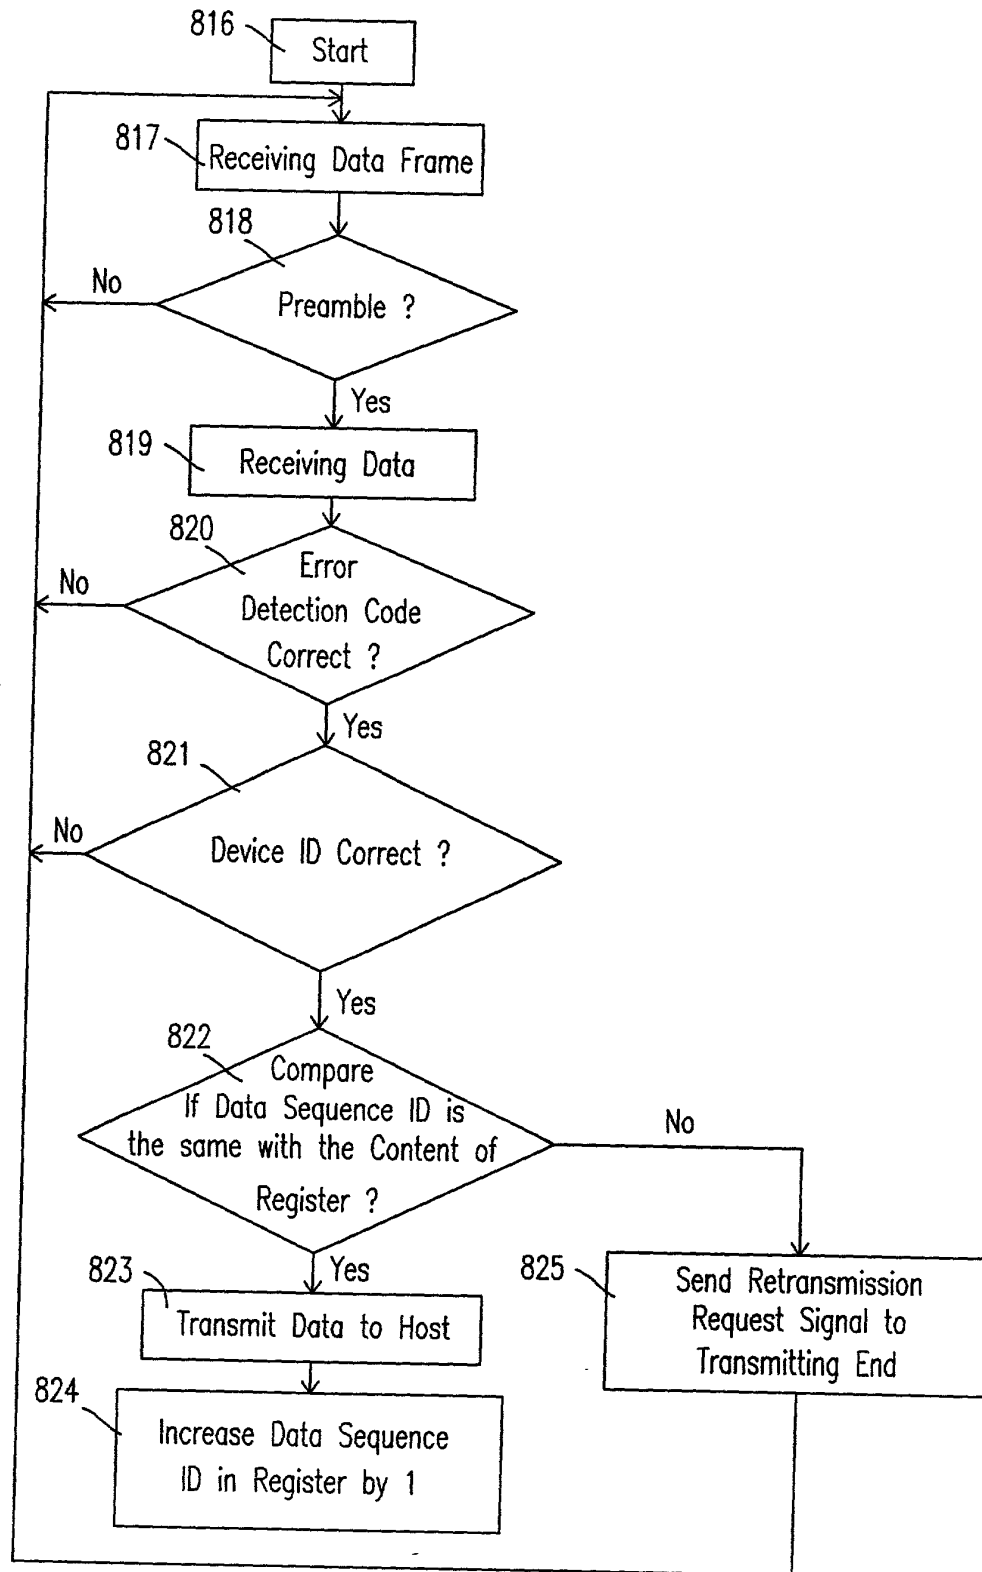 816
Start
817
Receiving Data Frame
818
No
Preamble ?
Yes
819
Receiving Data
820
No
Error
Detection Code
Correct ?
Yes
821
No
Device ID Correct ?
Yes
822
Compare
If Data Sequence ID is
the same with the Content of
Register ?
No
Yes
823
Transmit Data to Host
825
Send Retransmission
Request Signal to
Transmitting End
824
Increase Data Sequence
ID in Register by 1